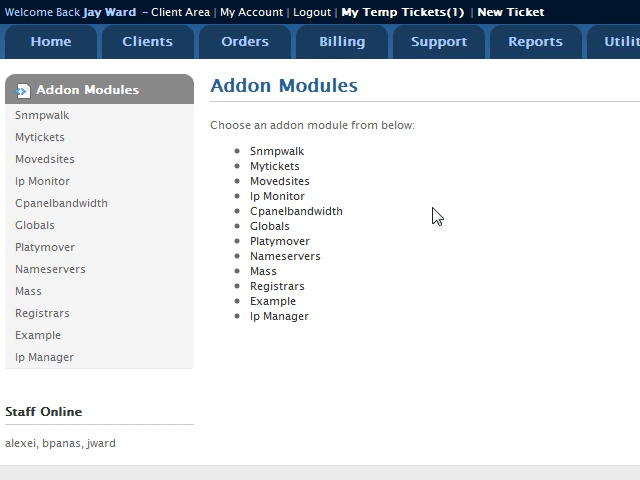 Welcome Back Jay Ward - Client Area | My Account | Logout | My Temp Tickets(1) | New Ticket
Home Clients Orders Billing Support Reports Utilit
Addon Modules
Snmpwalk
Mytickets
Movedsites
Ip Monitor
Cpanelbandwidth
Globals
Platymover
Nameservers
Mass
Registrars
Example
Ip Manager
Staff Online
alexei, bpanas, jward
Addon Modules
Choose an addon module from below:
Snmpwalk
Mytickets
Movedsites
Ip Monitor
Cpanelbandwidth
Globals
Platymover
Nameservers
Mass
Registrars
Example
Ip Manager